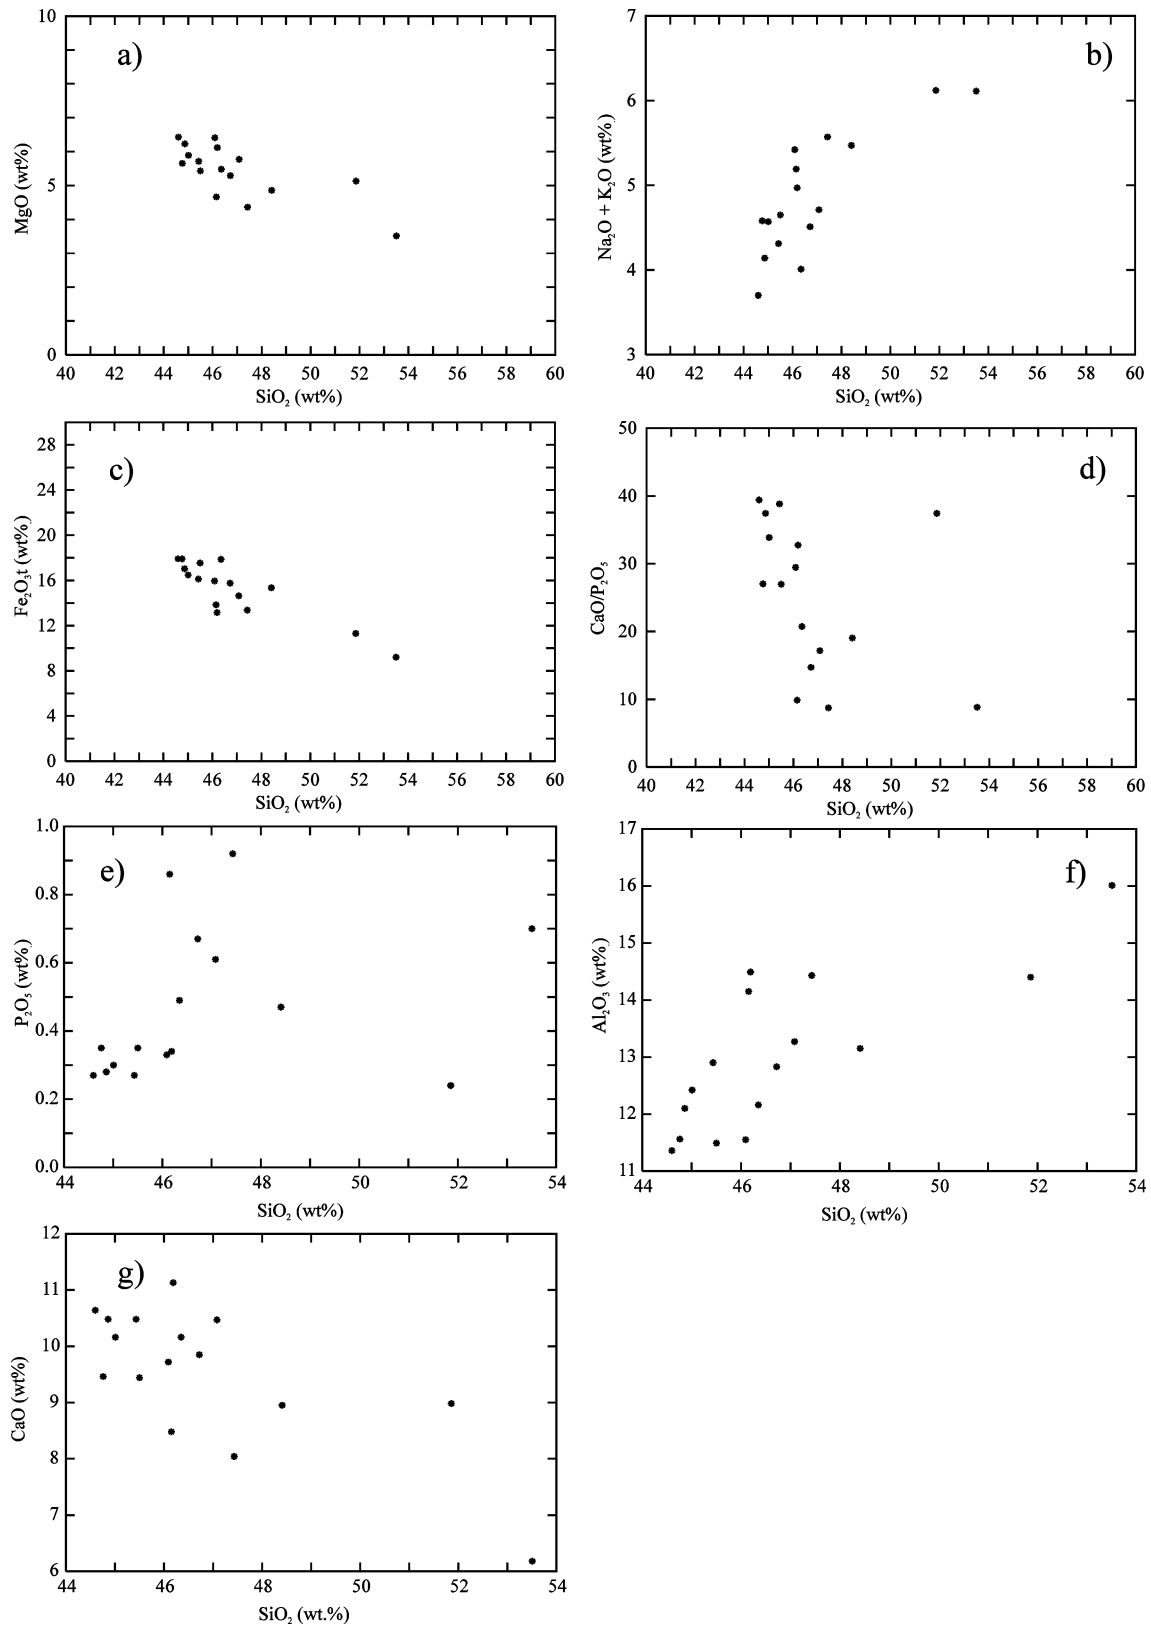 10
5
0
MgO (wt%)
a)
40 42 44 46 48 50 52 54 56 58 60
SiO₂ (wt%)
7
6
5
4
3
Na₂O + K₂O (wt%)
b)
40 42 44 46 48 50 52 54 56 58 60
SiO₂ (wt%)
28
24
20
16
12
8
4
0
Fe₂O₃t (wt%)
c)
40 42 44 46 48 50 52 54 56 58 60
SiO₂ (wt%)
50
40
30
20
10
0
CaO/P₂O₅
d)
40 42 44 46 48 50 52 54 56 58 60
SiO₂ (wt%)
1.0
0.8
0.6
0.4
0.2
0.0
P₂O₅ (wt%)
e)
44 46 48 50 52 54
SiO₂ (wt%)
17
16
15
14
13
12
11
Al₂O₃ (wt%)
f)
44 46 48 50 52 54
SiO₂ (wt%)
12
11
10
9
8
7
6
CaO (wt%)
g)
44 46 48 50 52 54
SiO₂ (wt.%)